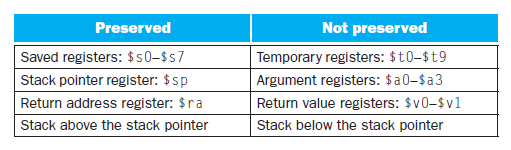 Preserved Not preserved
Saved registers: $s0–$s7 Temporary registers: $t0–$t9
Stack pointer register: $sp Argument registers: $a0–$a3
Return address register: $ra Return value registers: $v0–$v1
Stack above the stack pointer Stack below the stack pointer